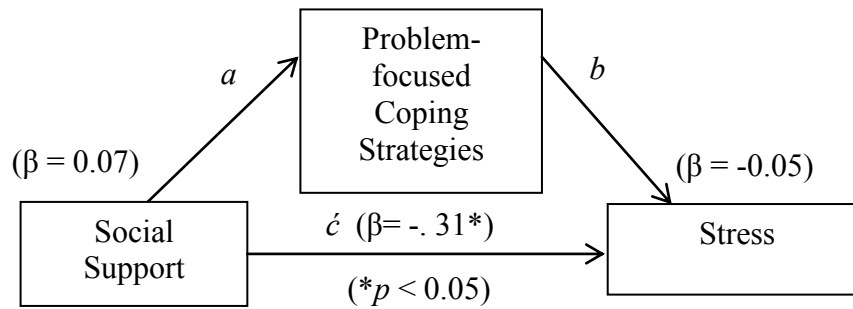 Problem-
focused
Coping
Strategies
a
b
(β = 0.07)
(β = -0.05)
Social
Support
ć (β= -. 31*)
(*p < 0.05)
Stress